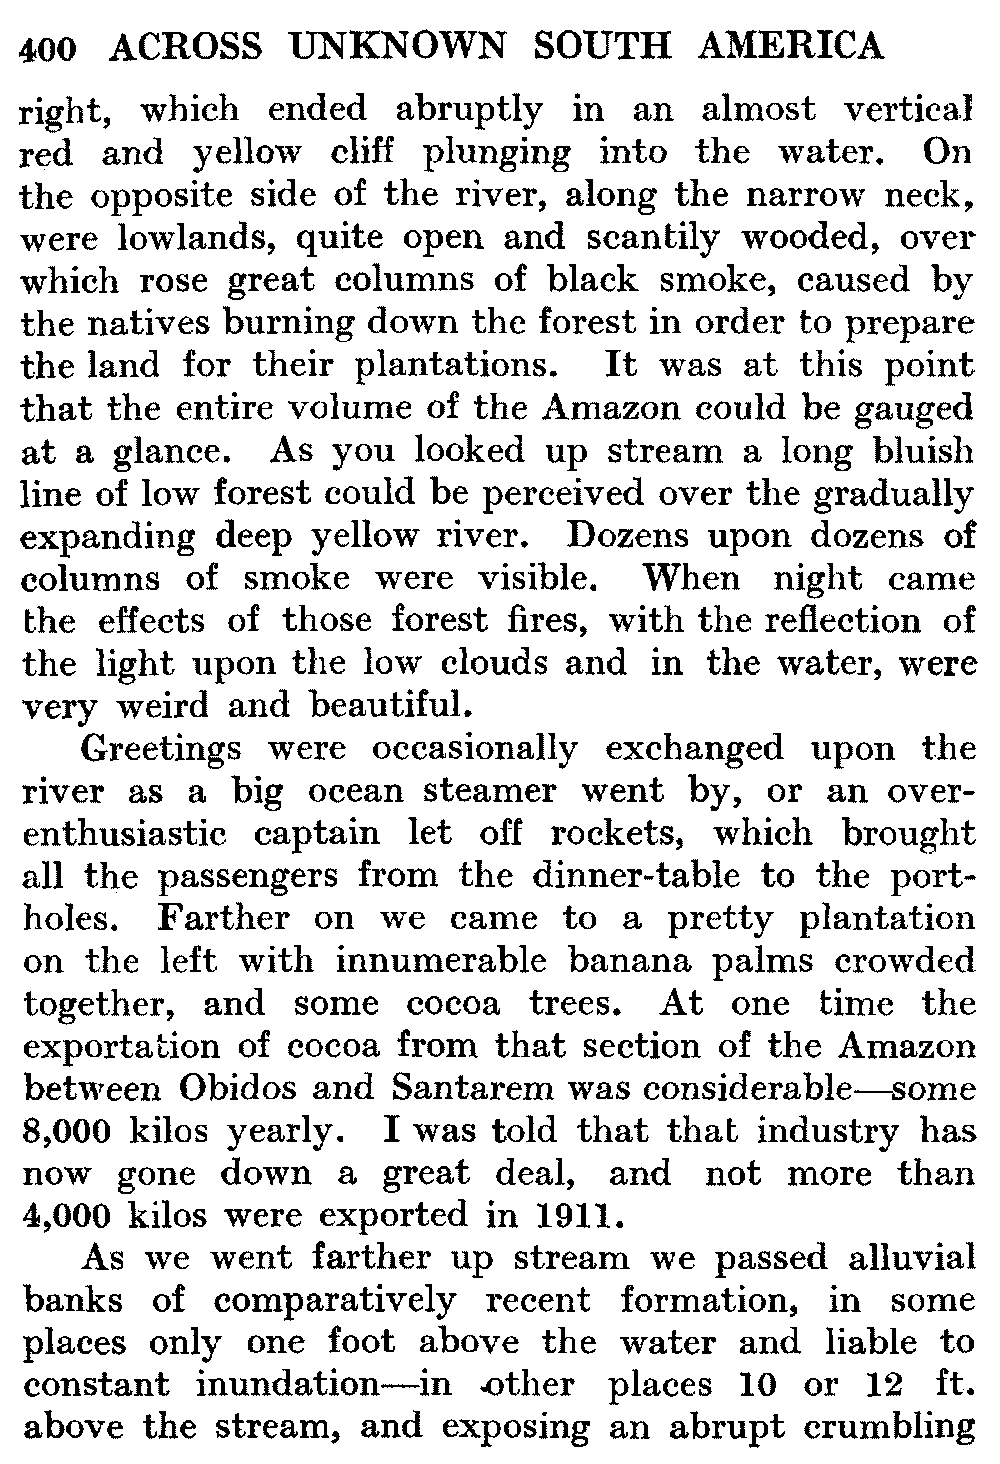 400 ACROSS UNKNOWN SOUTH AMERICA
right, which ended abruptly in an almost vertical
red and yellow cliff plunging into the water. On
the opposite side of the river, along the narrow neck,
were lowlands, quite open and scantily wooded, over
which rose great columns of black smoke, caused by
the natives burning down the forest in order to prepare
the land for their plantations. It was at this point
that the entire volume of the Amazon could be gauged
at a glance. As you looked up stream a long bluish
line of low forest could be perceived over the gradually
expanding deep yellow river. Dozens upon dozens of
columns of smoke were visible. When night came
the effects of those forest fires, with the reflection of
the light upon the low clouds and in the water, were
very weird and beautiful.
Greetings were occasionally exchanged upon the
river as a big ocean steamer went by, or an over-
enthusiastic captain let off rockets, which brought
all the passengers from the dinner-table to the port-
holes. Farther on we came to a pretty plantation
on the left with innumerable banana palms crowded
together, and some cocoa trees. At one time the
exportation of cocoa from that section of the Amazon
between Obidos and Santarem was considerable—some
8,000 kilos yearly. I was told that that industry has
now gone down a great deal, and not more than
4,000 kilos were exported in 1911.
As we went farther up stream we passed alluvial
banks of comparatively recent formation, in some
places only one foot above the water and liable to
constant inundation—in other places 10 or 12 ft.
above the stream, and exposing an abrupt crumbling